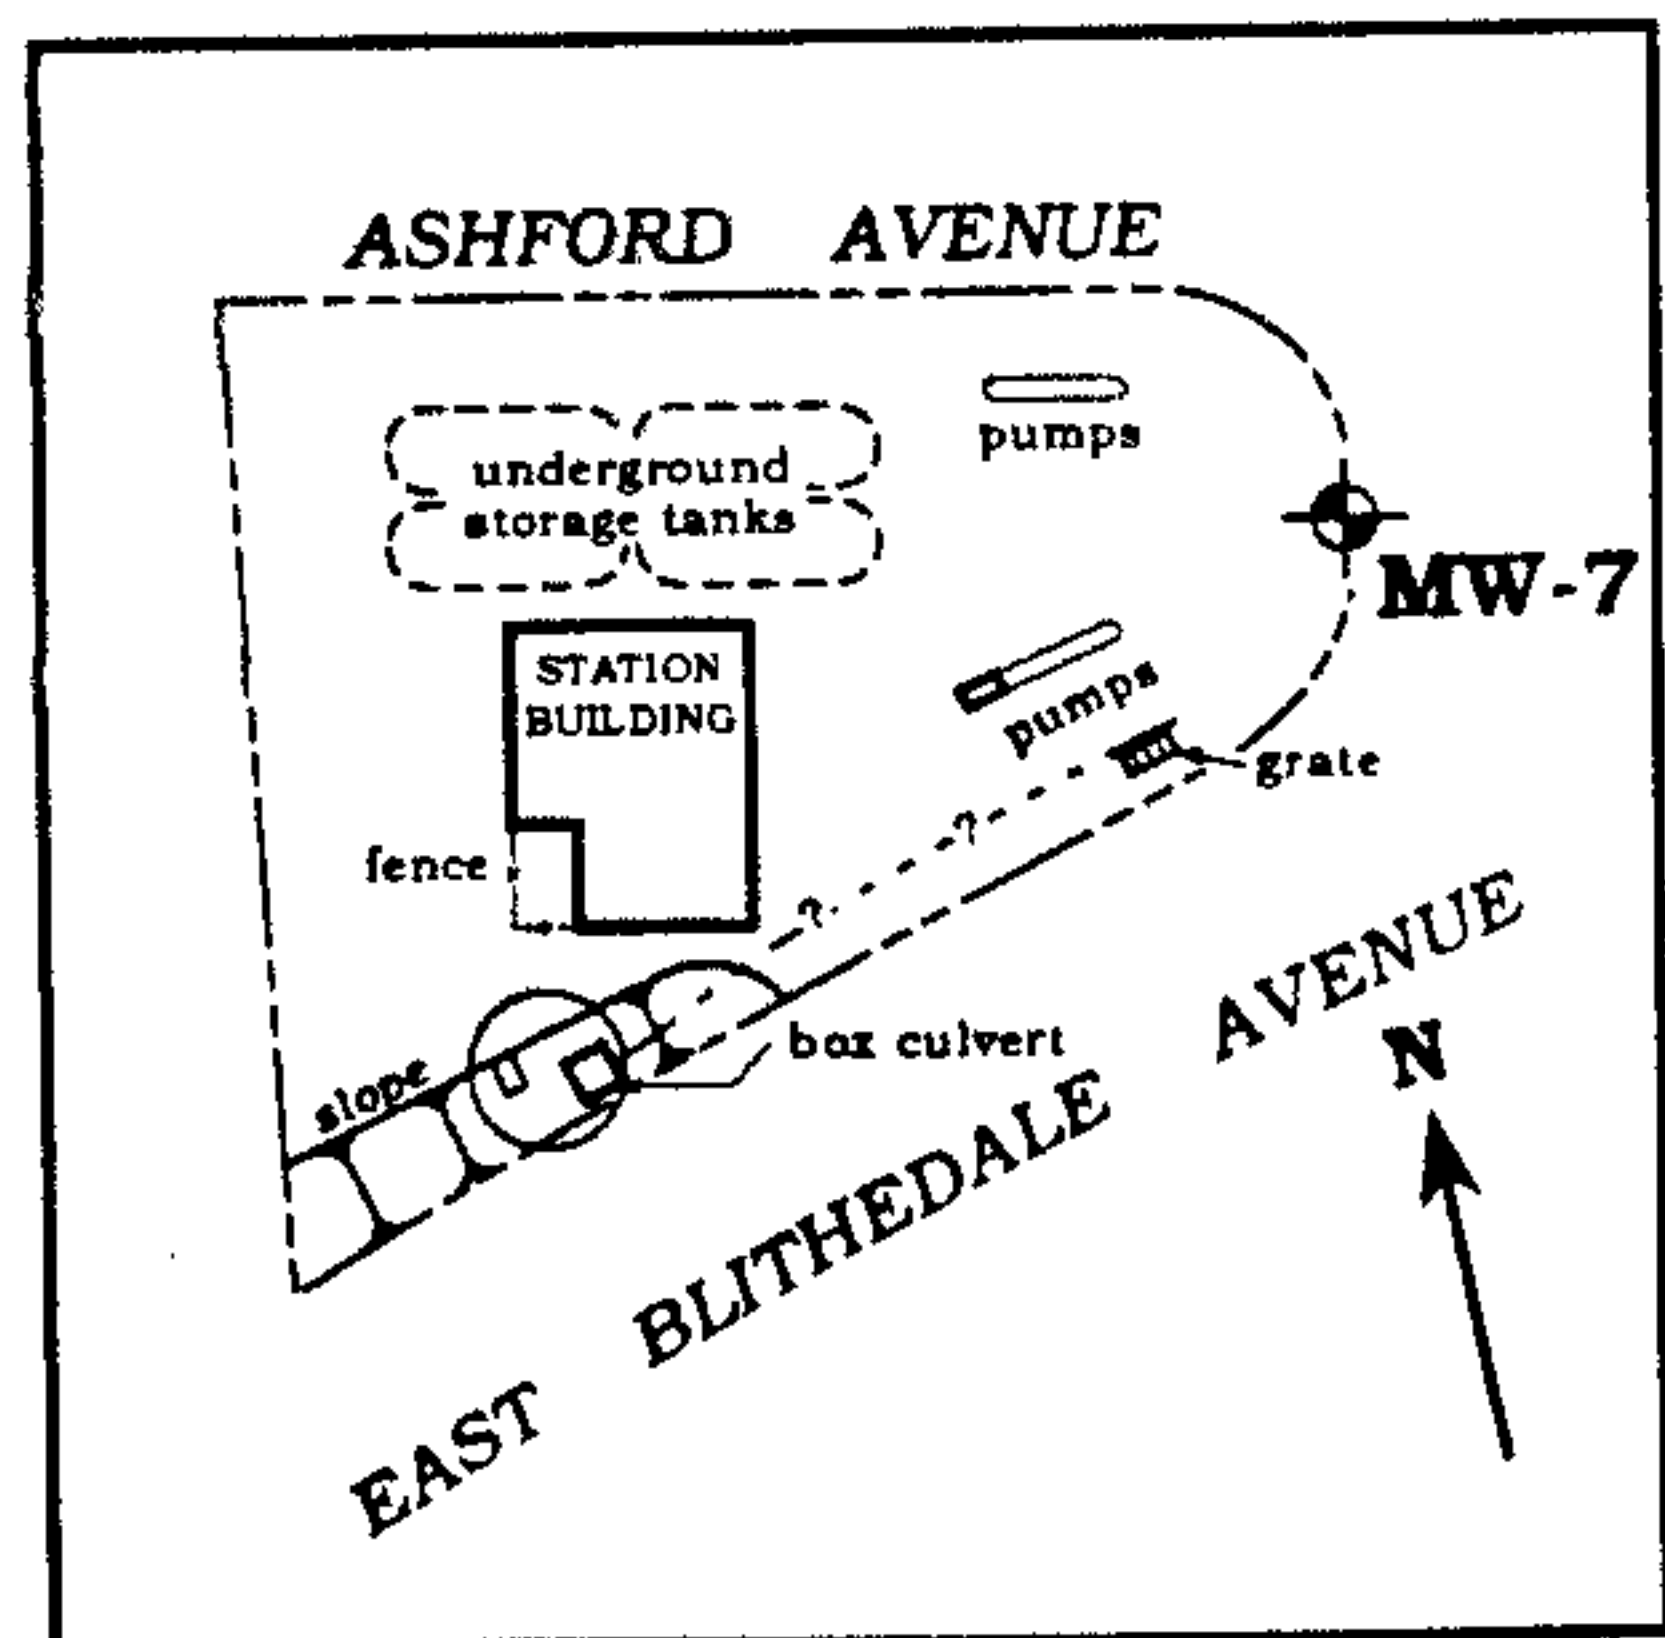 ASHFORD AVENUE
pumps
underground
storage tanks
MW-7
STATION
BUILDING
pumps
grate
?
fence
?
box culvert
slope
N
EAST BLITHEDALE AVENUE